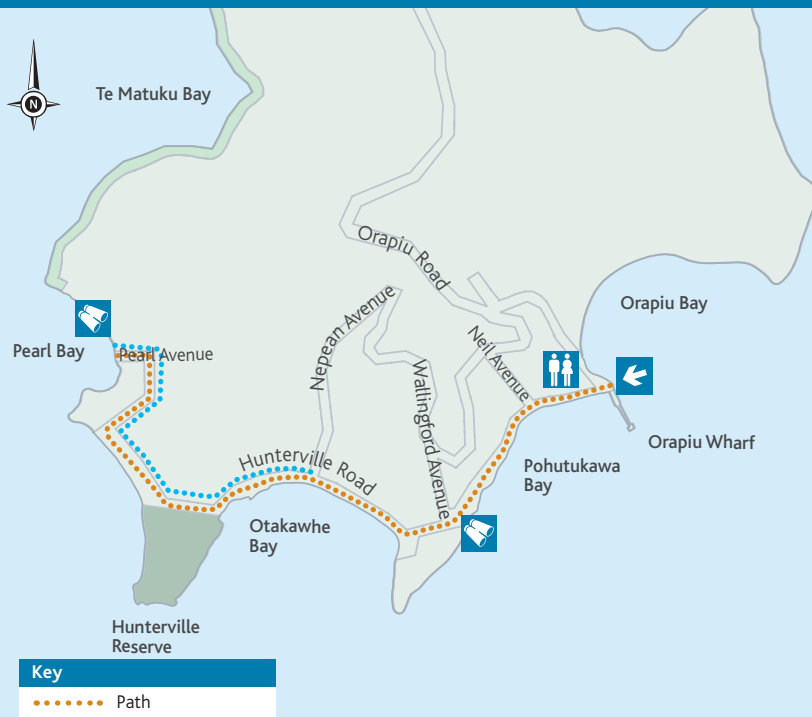 N
Te Matuku Bay
Orapiu Road
Orapiu Bay
Nepean Avenue
Pearl Bay
Pearl Avenue
Neil Avenue
Wallingford Avenue
Orapiu Wharf
Hunterville Road
Pohutukawa
Bay
Otakawhe
Bay
Hunterville
Reserve
Key
Path